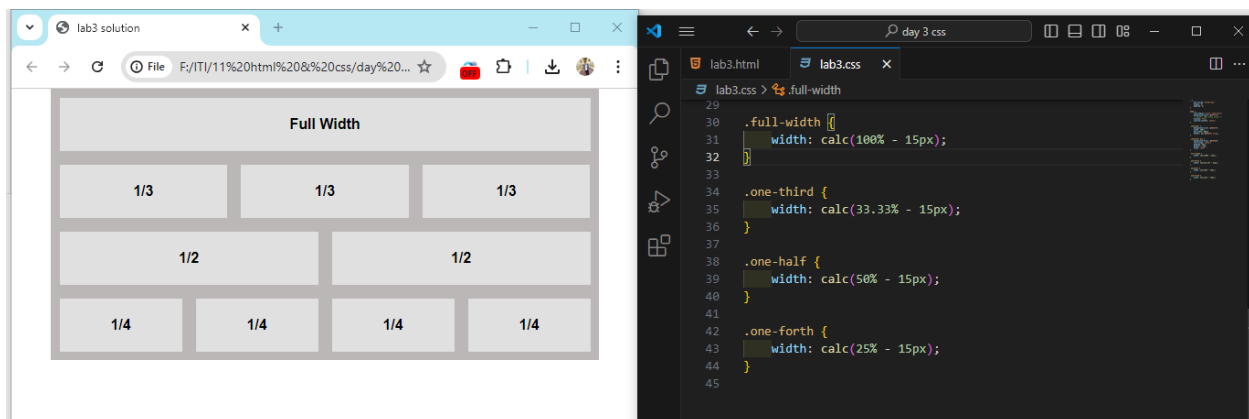 lab3 solution
File F:/ITI/11%20html%20&%20css/day%20...
OFF
Full Width
1/3 1/3 1/3
1/2 1/2
1/4 1/4 1/4 1/4
day 3 css
lab3.html lab3.css
lab3.css > .full-width
29
30 .full-width {
31 width: calc(100% - 15px);
32 }
33
34 .one-third {
35 width: calc(33.33% - 15px);
36 }
37
38 .one-half {
39 width: calc(50% - 15px);
40 }
41
42 .one-forth {
43 width: calc(25% - 15px);
44 }
45